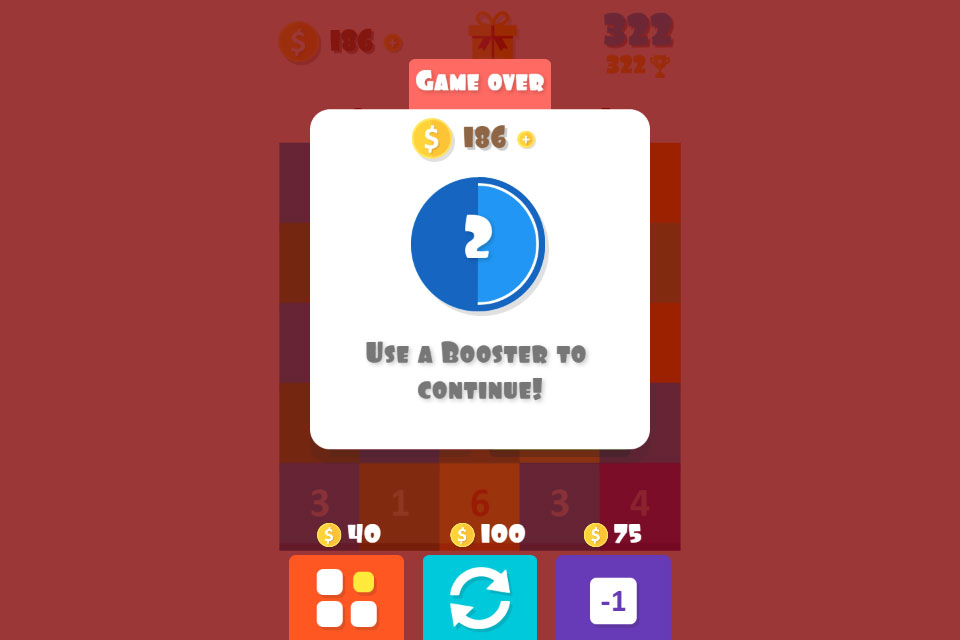 186 +
322
322
GAME OVER
$ 186 +
2
USE A BOOSTER TO
CONTINUE!
3 1 6 3 4
$ 40 $ 100 $ 75
-1